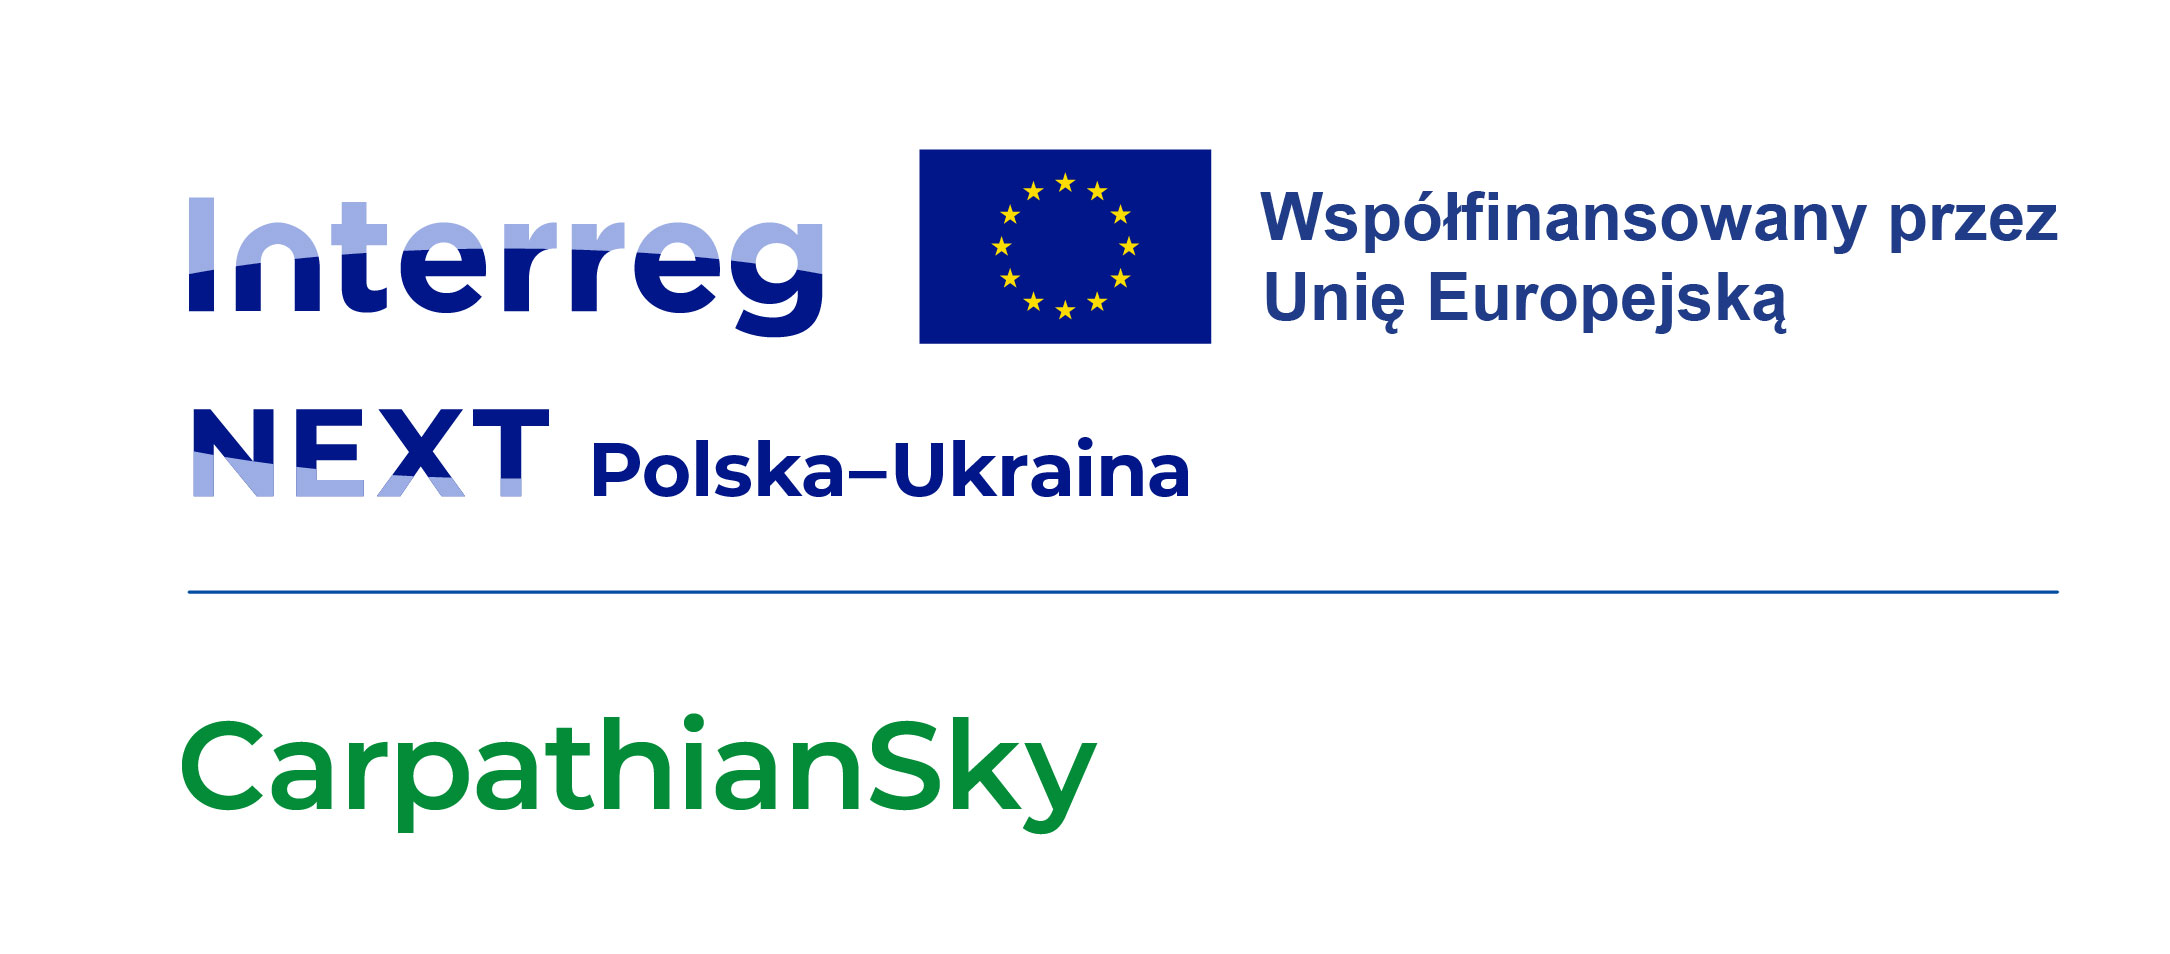 Interreg
Współfinansowany przez
Unię Europejską
NEXT Polska–Ukraina
CarpathianSky